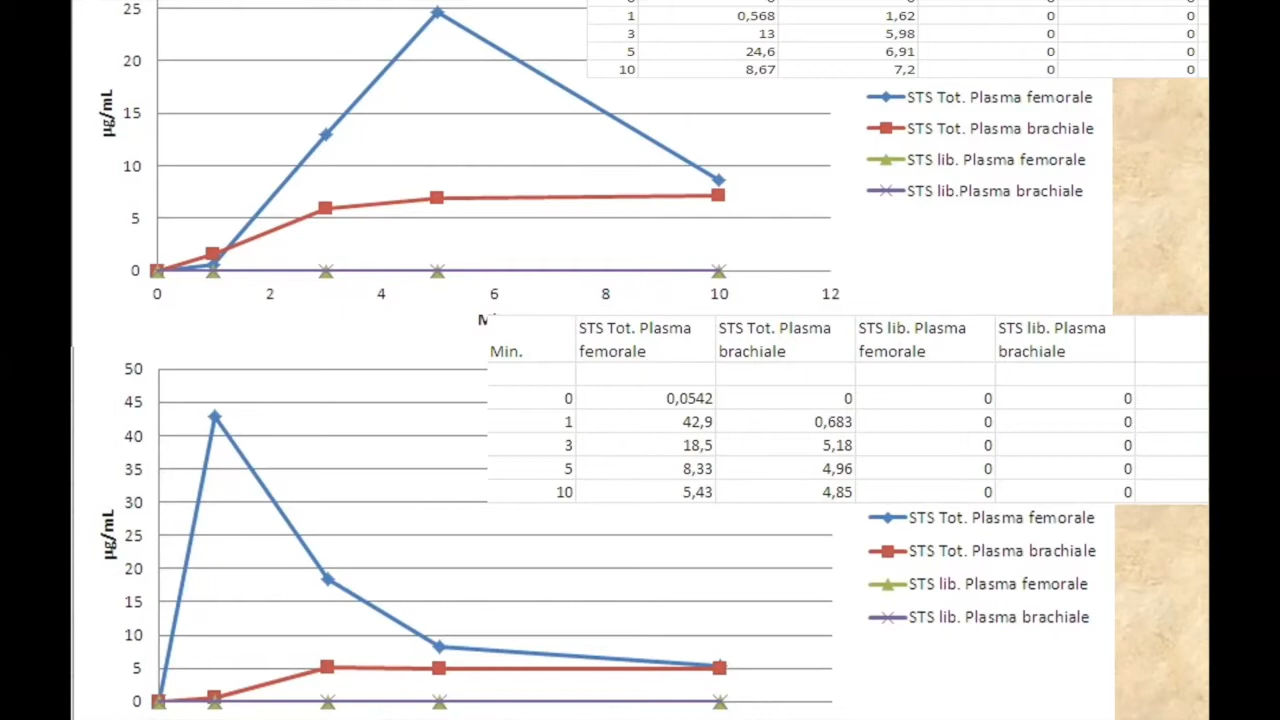 25
20
15
10
5
0
µg/mL
0 2 4 6 8 10 12
0 0 0 0 0
1 0,568 1,62 0 0
3 13 5,98 0 0
5 24,6 6,91 0 0
10 8,67 7,2 0 0
STS Tot. Plasma femorale
STS Tot. Plasma brachiale
STS lib. Plasma femorale
STS lib.Plasma brachiale
Min. STS Tot. Plasma femorale STS Tot. Plasma brachiale STS lib. Plasma femorale STS lib. Plasma brachiale
0 0,0542 0 0 0
1 42,9 0,683 0 0
3 18,5 5,18 0 0
5 8,33 4,96 0 0
10 5,43 4,85 0 0
50
45
40
35
30
25
20
15
10
5
0
µg/mL
STS Tot. Plasma femorale
STS Tot. Plasma brachiale
STS lib. Plasma femorale
STS lib. Plasma brachiale